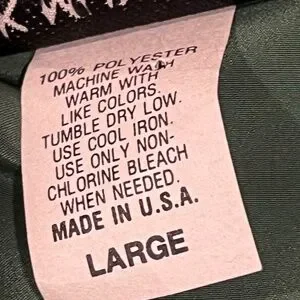 100% POLYESTER
MACHINE WASH
WARM WITH
LIKE COLORS.
TUMBLE DRY LOW.
USE COOL IRON.
USE ONLY NON-
CHLORINE BLEACH
WHEN NEEDED.
MADE IN U.S.A.
LARGE